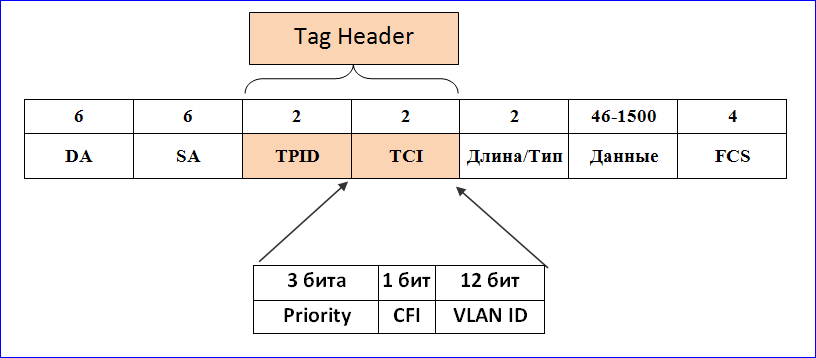 Tag Header
6 6 2 2 2 46-1500 4
DA SA TPID TCI Длина/Тип Данные FCS
3 бита 1 бит 12 бит
Priority CFI VLAN ID